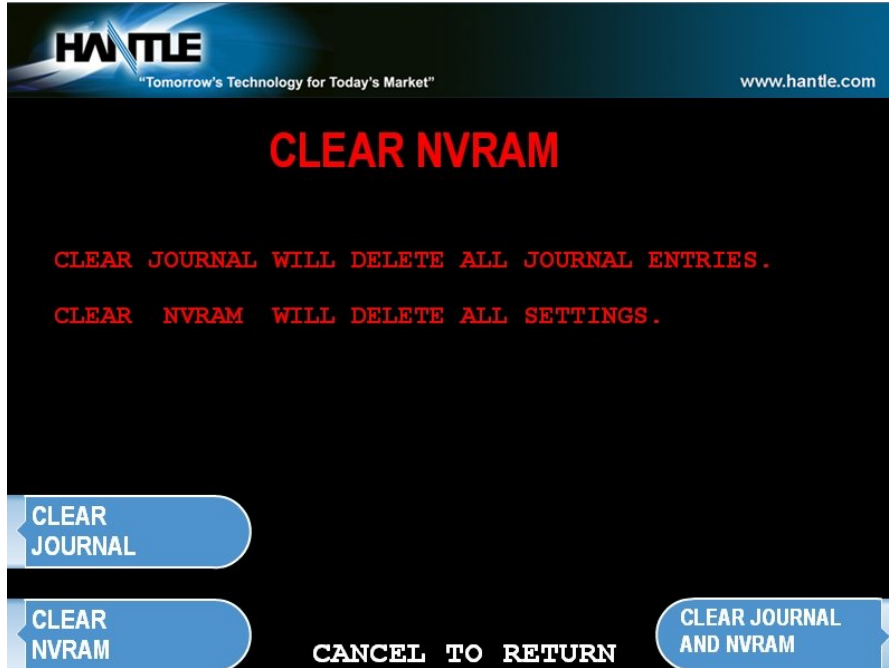 HANTLE
"Tomorrow's Technology for Today's Market"
www.hantle.com
CLEAR NVRAM
CLEAR JOURNAL WILL DELETE ALL JOURNAL ENTRIES.
CLEAR NVRAM WILL DELETE ALL SETTINGS.
CLEAR
JOURNAL
CLEAR
NVRAM
CANCEL TO RETURN
CLEAR JOURNAL
AND NVRAM